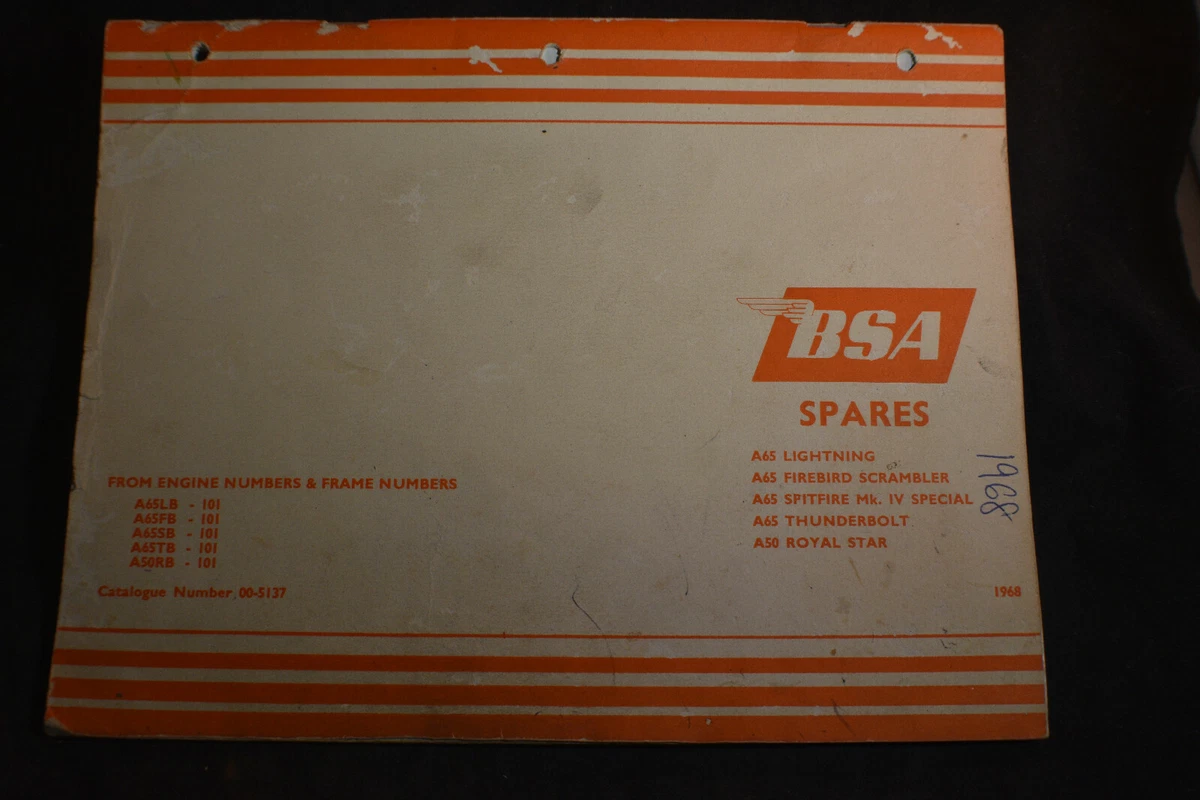 BSA
SPARES
A65 LIGHTNING
A65 FIREBIRD SCRAMBLER
A65 SPITFIRE Mk. IV SPECIAL
A65 THUNDERBOLT
A50 ROYAL STAR
1968
FROM ENGINE NUMBERS & FRAME NUMBERS
A65LB - 101
A65FB - 101
A65SB - 101
A65TB - 101
A50RB - 101
Catalogue Number, 00-5137
1968